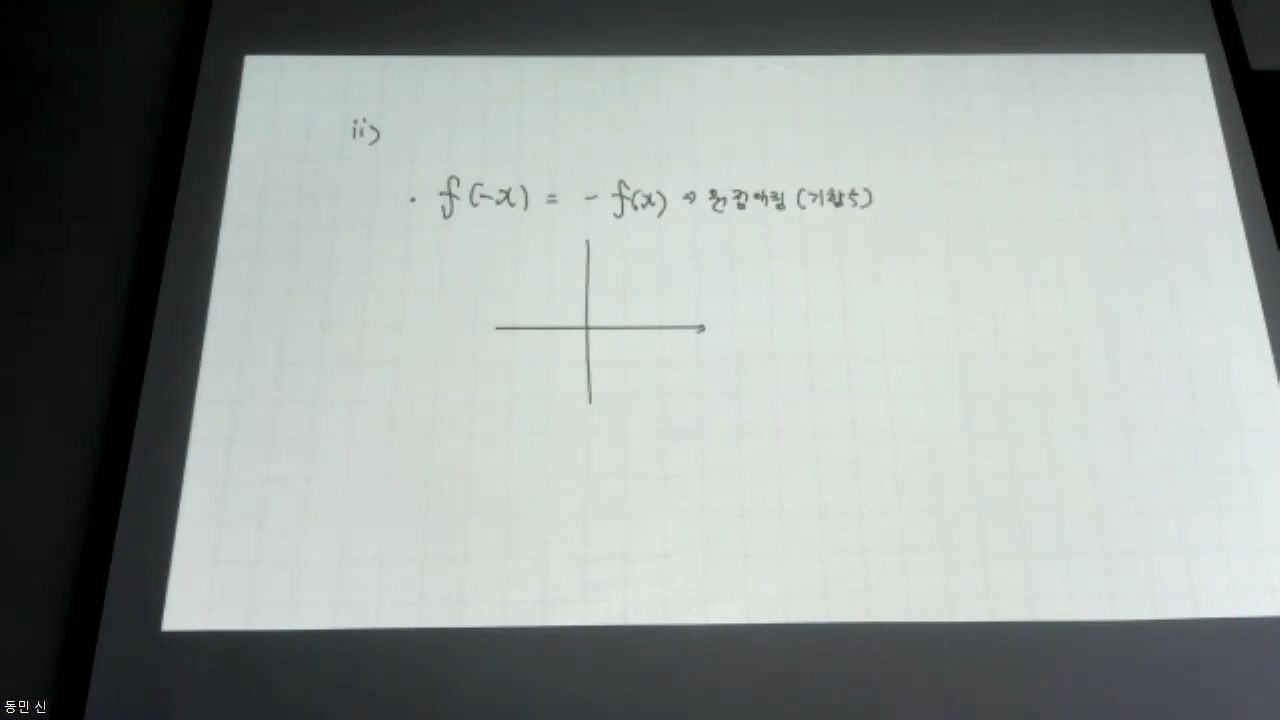 ii)
· f(-x) = - f(x) → 원점대칭 (기함수)
동민 신